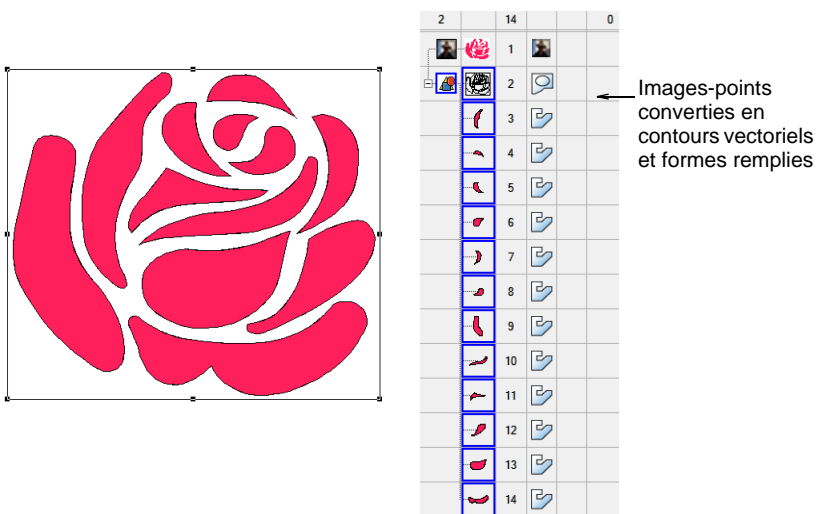 2 14 0
1
2
Images-points
converties en
contours vectoriels
et formes remplies
3
4
5
6
7
8
9
10
11
12
13
14